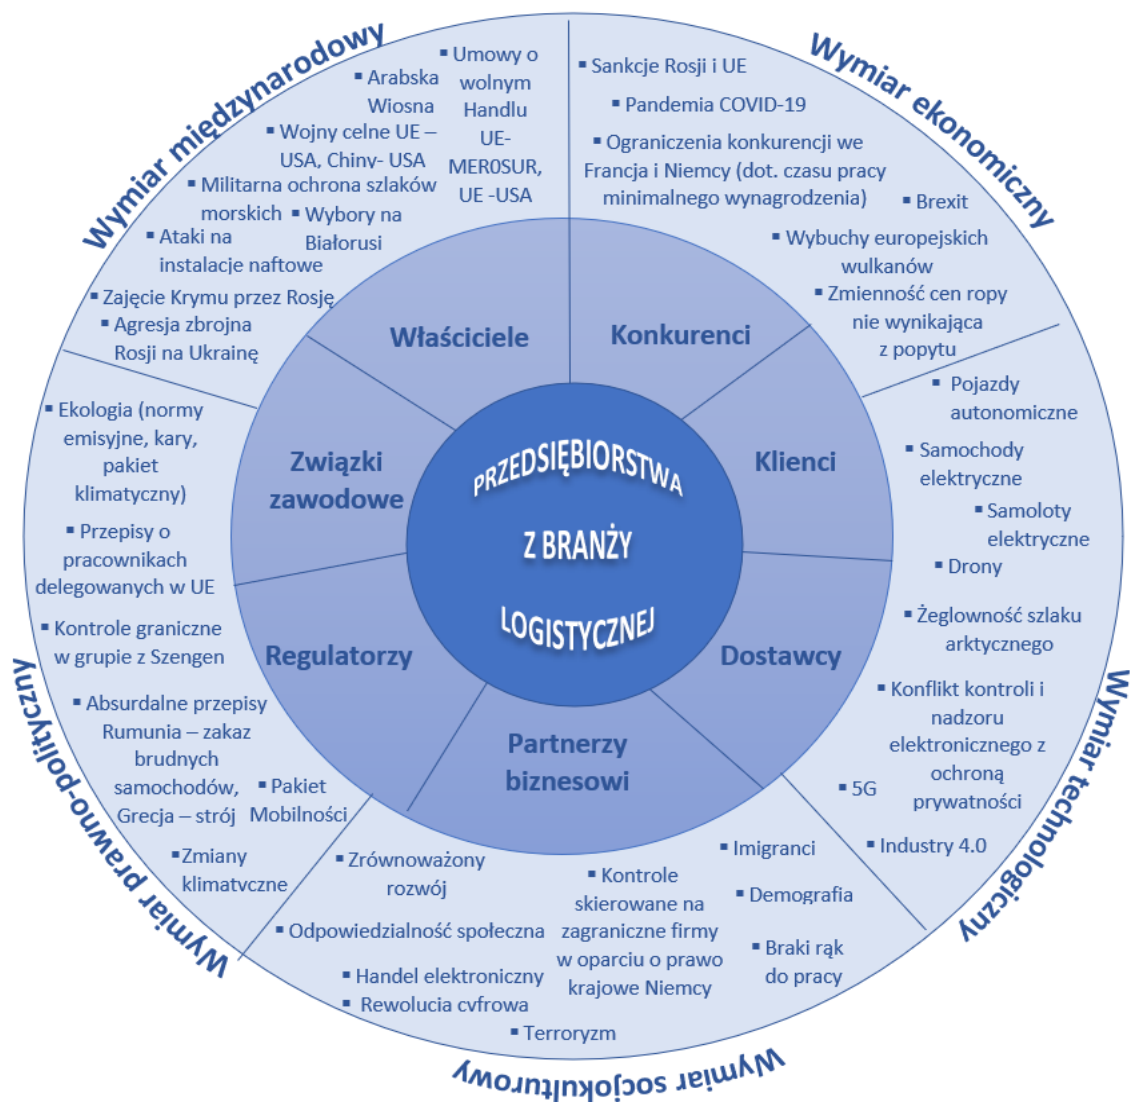 Wymiar międzynarodowy
▪ Umowy o
wolnym
Handlu
UE-
MER0SUR,
UE -USA
▪ Arabska
Wiosna
▪ Wojny celne UE –
USA, Chiny- USA
▪ Militarna ochrona szlaków
morskich
▪ Wybory na
Białorusi
▪ Ataki na
instalacje naftowe
▪ Zajęcie Krymu przez Rosję
▪ Agresja zbrojna
Rosji na Ukrainę
Wymiar ekonomiczny
▪ Sankcje Rosji i UE
▪ Pandemia COVID-19
▪ Ograniczenia konkurencji we
Francja i Niemcy (dot. czasu pracy
minimalnego wynagrodzenia)
▪ Brexit
▪ Wybuchy europejskich
wulkanów
▪ Zmienność cen ropy
nie wynikająca
z popytu
Wymiar technologiczny
▪ Pojazdy
autonomiczne
▪ Samochody
elektryczne
▪ Samoloty
elektryczne
▪ Drony
▪ Żeglowność szlaku
arktycznego
▪ Konflikt kontroli i
nadzoru
elektronicznego z
ochroną
prywatności
▪ 5G
▪ Industry 4.0
Wymiar socjokulturowy
▪ Imigranci
▪ Demografia
▪ Braki rąk
do pracy
▪ Kontrole
skierowane na
zagraniczne firmy
w oparciu o prawo
krajowe Niemcy
▪ Zrównoważony
rozwój
▪ Odpowiedzialność społeczna
▪ Handel elektroniczny
▪ Rewolucja cyfrowa
▪ Terroryzm
Wymiar prawno-polityczny
▪ Ekologia (normy
emisyjne, kary,
pakiet
klimatyczny)
▪ Przepisy o
pracownikach
delegowanych w UE
▪ Kontrole graniczne
w grupie z Szengen
▪ Absurdalne przepisy
Rumunia – zakaz
brudnych
samochodów,
Grecja – strój
▪ Pakiet
Mobilności
▪ Zmiany
klimatyczne
Właściciele
Konkurenci
Klienci
Dostawcy
Partnerzy
biznesowi
Regulatorzy
Związki
zawodowe
PRZEDSIĘBIORSTWA
Z BRANŻY
LOGISTYCZNEJ